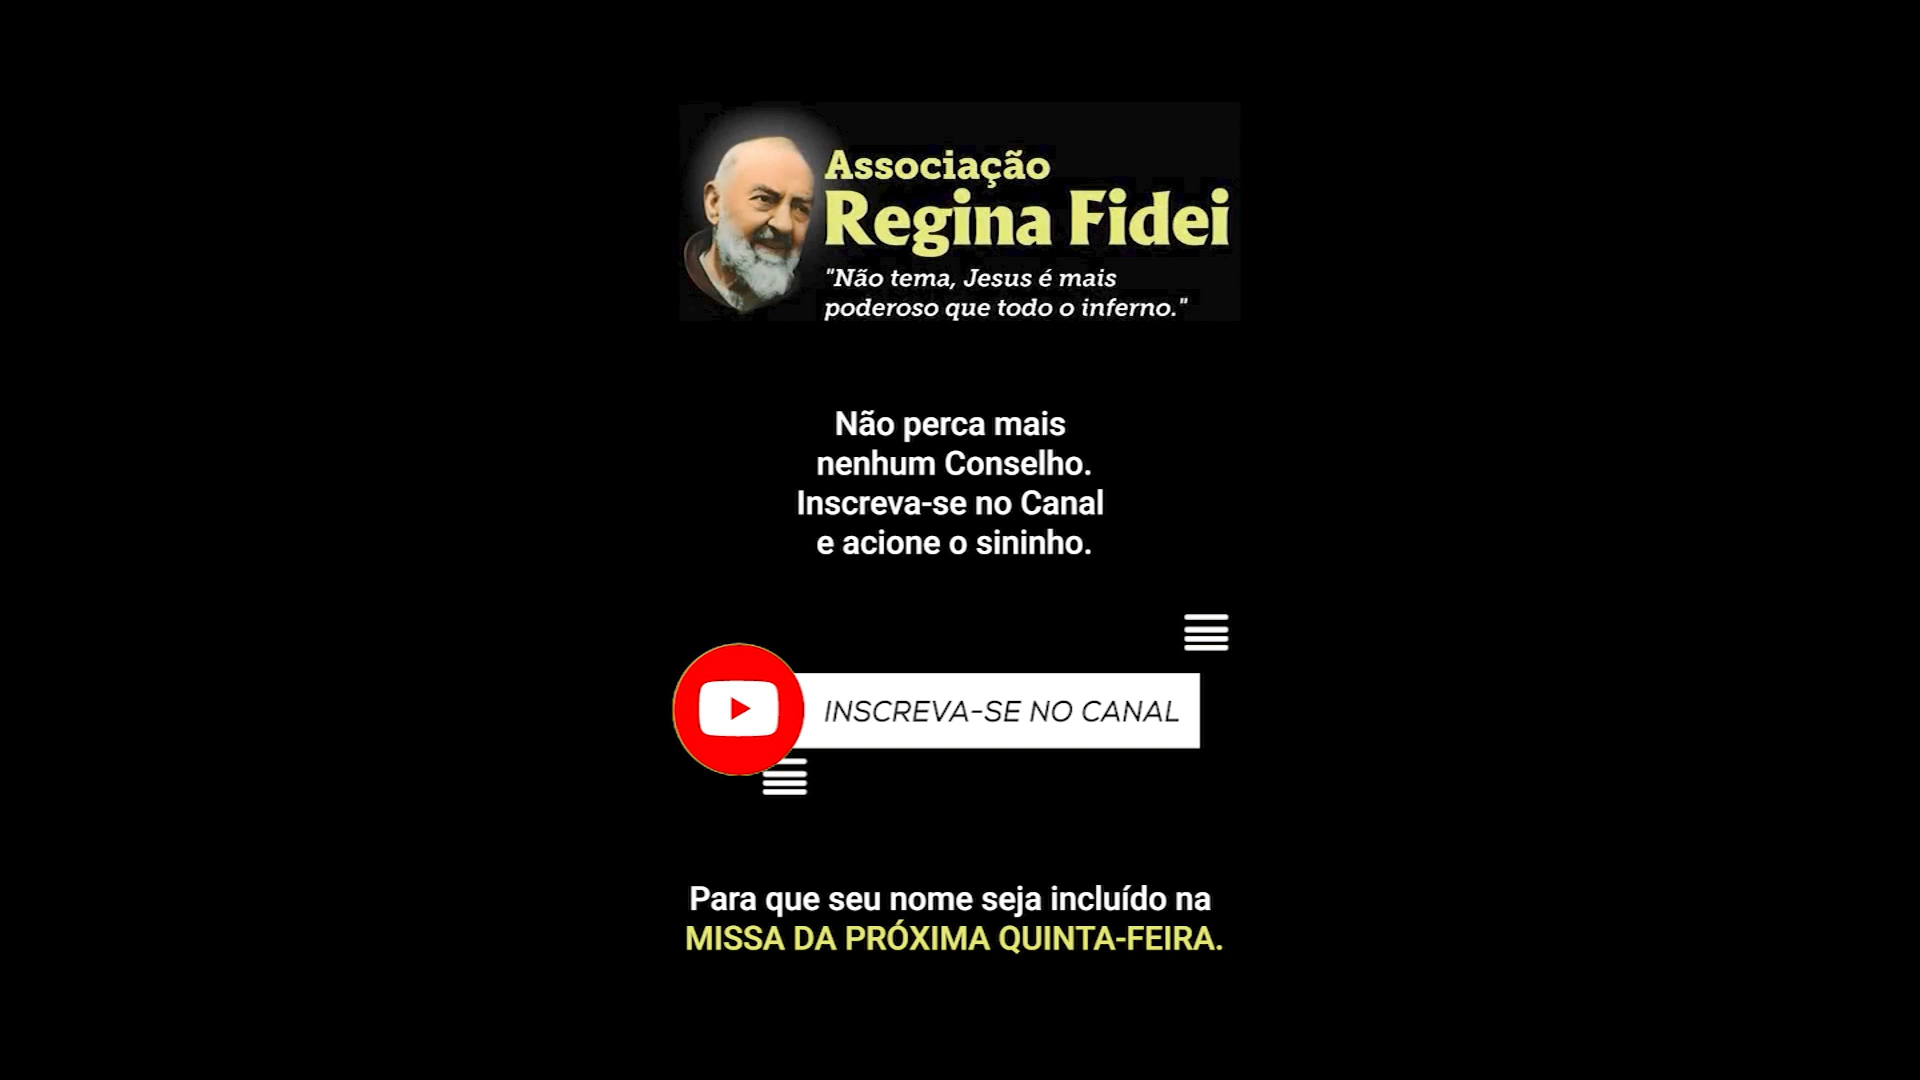 Associação
Regina Fidei
"Não tema, Jesus é mais
poderoso que todo o inferno."
Não perca mais
nenhum Conselho.
Inscreva-se no Canal
e acione o sininho.
INSCREVA-SE NO CANAL
Para que seu nome seja incluído na
MISSA DA PRÓXIMA QUINTA-FEIRA.